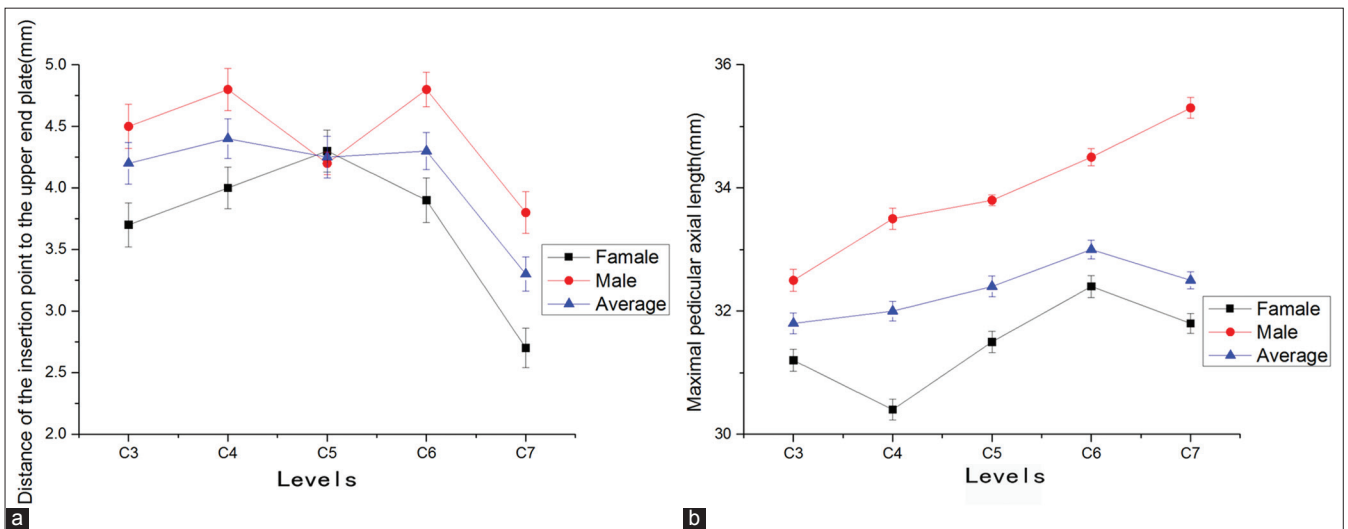 Distance of the insertion point to the upper end plate(mm)
5.0
4.5
4.0
3.5
3.0
2.5
2.0
C3 C4 C5 C6 C7
Levels
Famale
Male
Average
a
Maximal pedicular axial length(mm)
36
34
32
30
C3 C4 C5 C6 C7
Levels
Famale
Male
Average
b